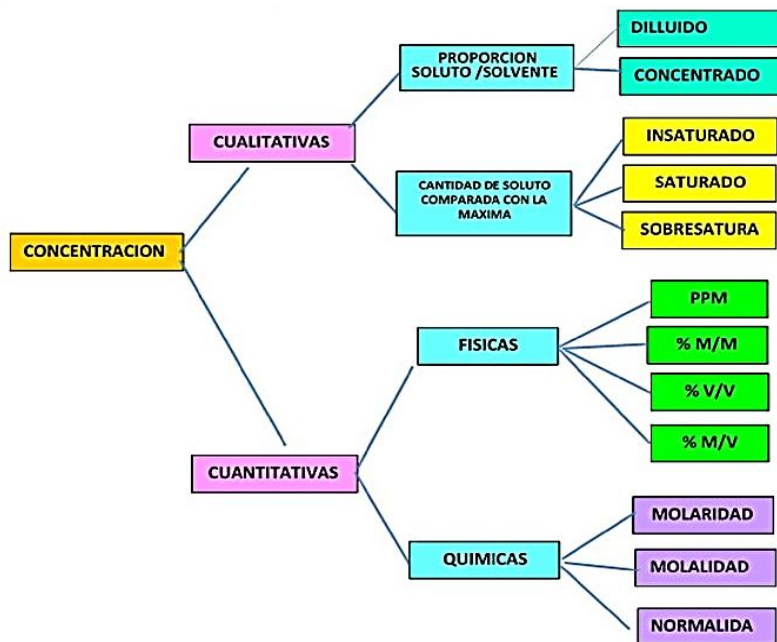 DILLUIDO
PROPORCION
SOLUTO /SOLVENTE
CONCENTRADO
CUALITATIVAS
INSATURADO
CANTIDAD DE SOLUTO
COMPARADA CON LA
MAXIMA
SATURADO
SOBRESATURA
CONCENTRACION
PPM
FISICAS
% M/M
% V/V
% M/V
CUANTITATIVAS
MOLARIDAD
QUIMICAS
MOLALIDAD
NORMALIDA